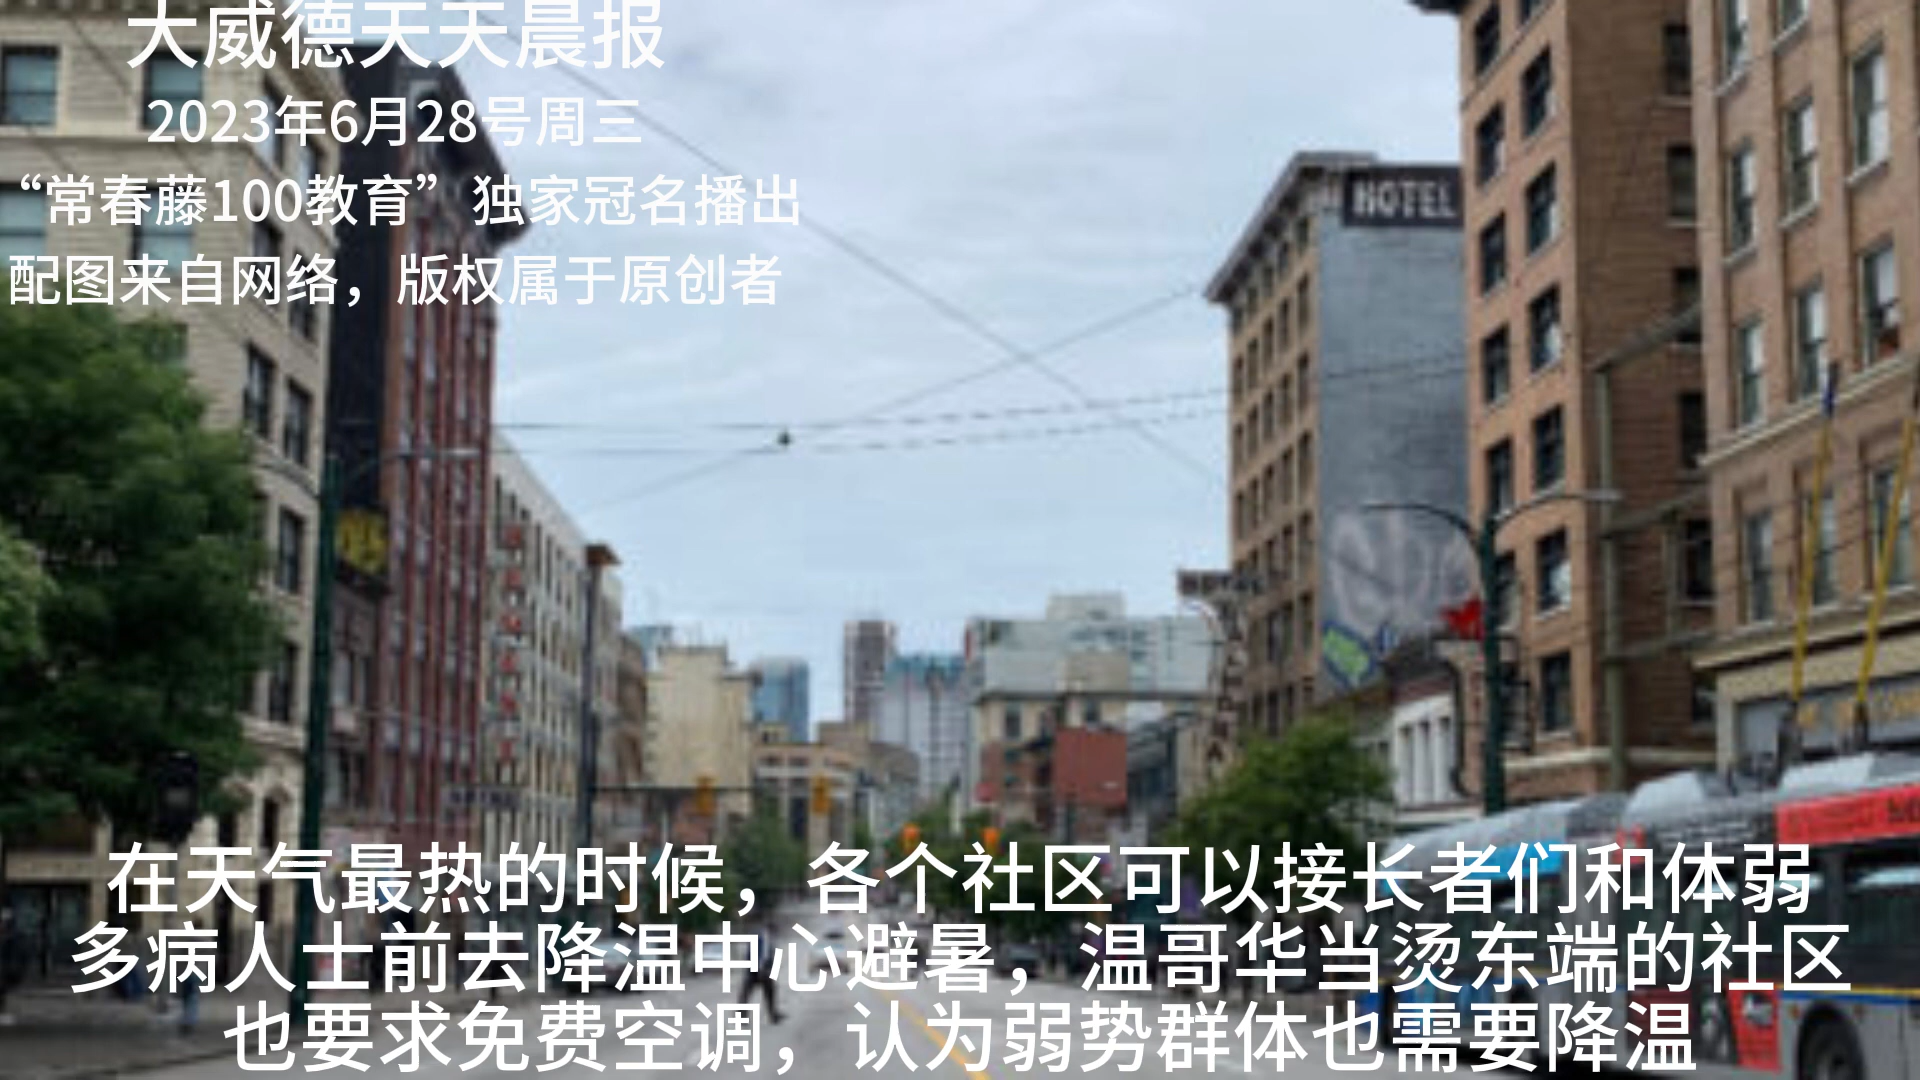 大威德天天晨报
2023年6月28号周三
“常春藤100教育”独家冠名播出
配图来自网络，版权属于原创者
HOTEL
在天气最热的时候，各个社区可以接长者们和体弱
多病人士前去降温中心避暑，温哥华当烫东端的社区
也要求免费空调，认为弱势群体也需要降温